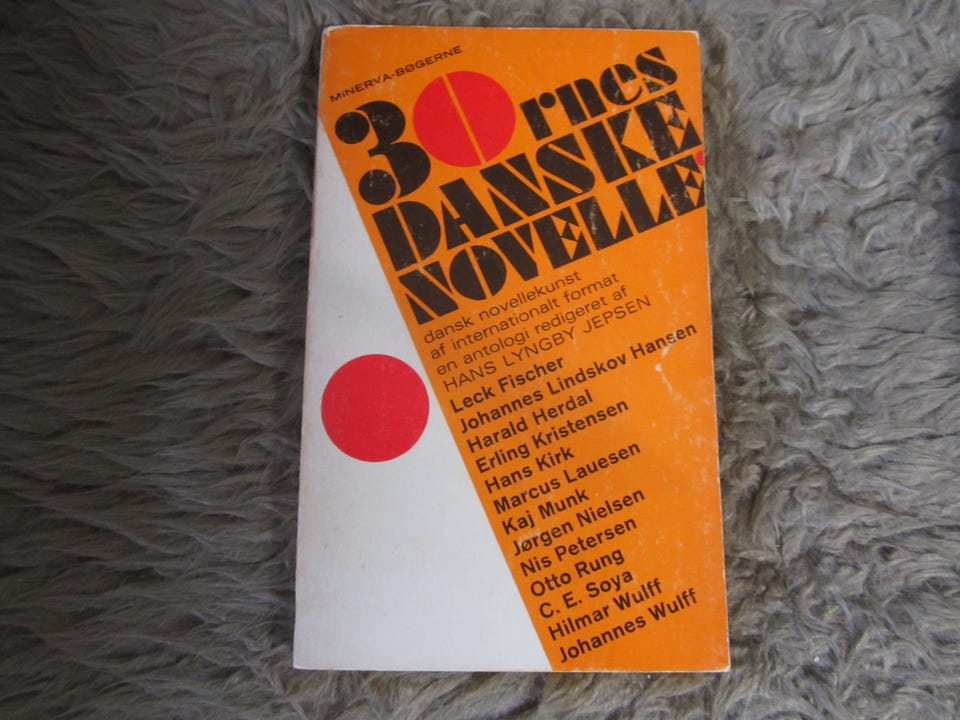 MINERVA-BØGERNE
30rnes
DANSKE
NOVELLE
dansk novellekunst
af internationalt format
en antologi redigeret af
HANS LYNGBY JEPSEN
Leck Fischer
Johannes Lindskov Hansen
Harald Herdal
Erling Kristensen
Hans Kirk
Marcus Lauesen
Kaj Munk
Jørgen Nielsen
Nis Petersen
Otto Rung
C. E. Soya
Hilmar Wulff
Johannes Wulff